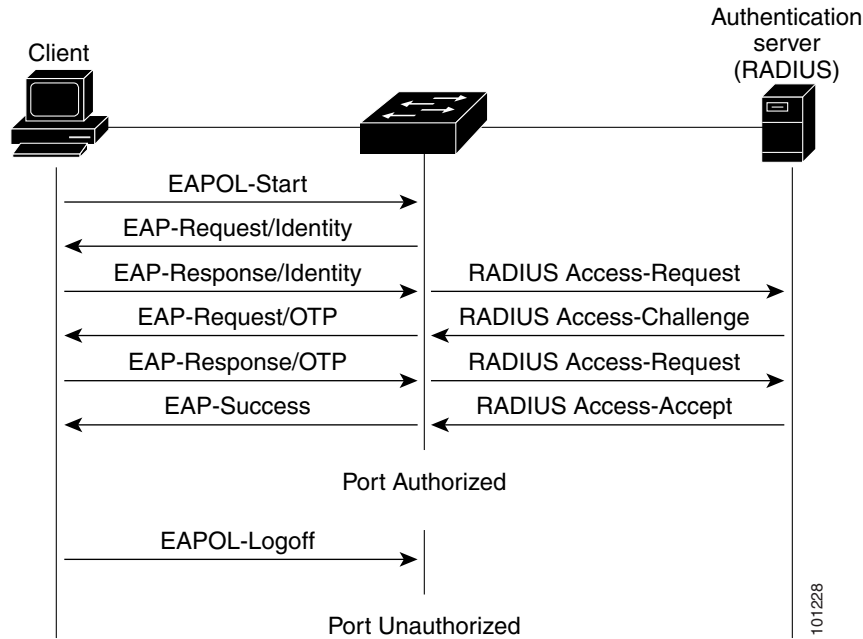 Client
Authentication
server
(RADIUS)
EAPOL-Start
EAP-Request/Identity
EAP-Response/Identity
RADIUS Access-Request
EAP-Request/OTP
RADIUS Access-Challenge
EAP-Response/OTP
RADIUS Access-Request
EAP-Success
RADIUS Access-Accept
Port Authorized
EAPOL-Logoff
Port Unauthorized
101228